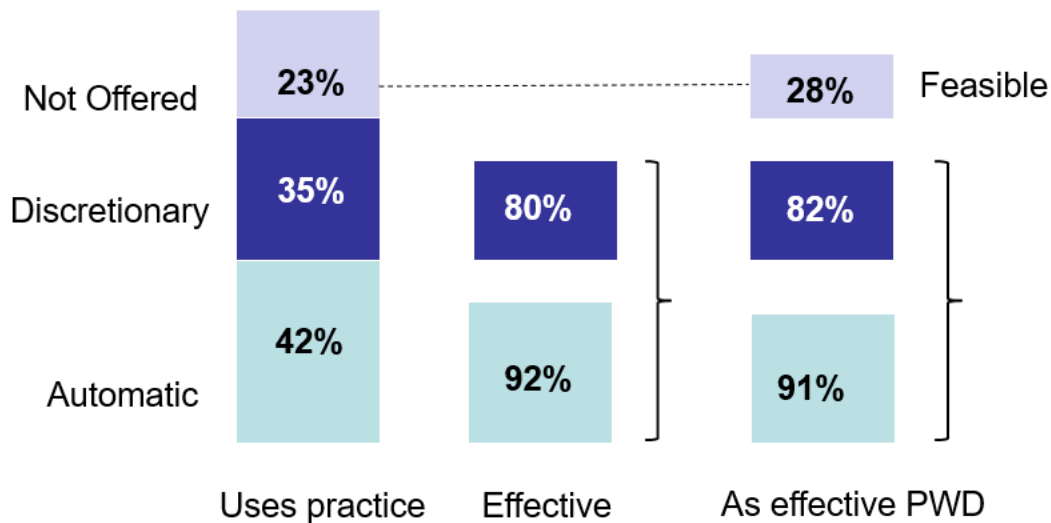 Not Offered 23% 28% Feasible
Discretionary 35% 80% 82%
Automatic 42% 92% 91%
Uses practice Effective As effective PWD